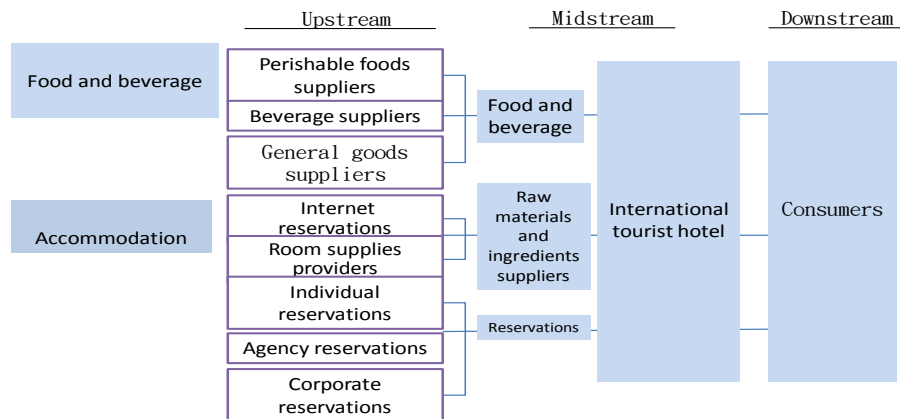 Upstream
Midstream
Downstream
Food and beverage
Perishable foods
suppliers
Beverage suppliers
General goods
suppliers
Food and
beverage
Accommodation
Internet
reservations
Room supplies
providers
Individual
reservations
Agency reservations
Corporate
reservations
Raw
materials
and
ingredients
suppliers
Reservations
International
tourist hotel
Consumers